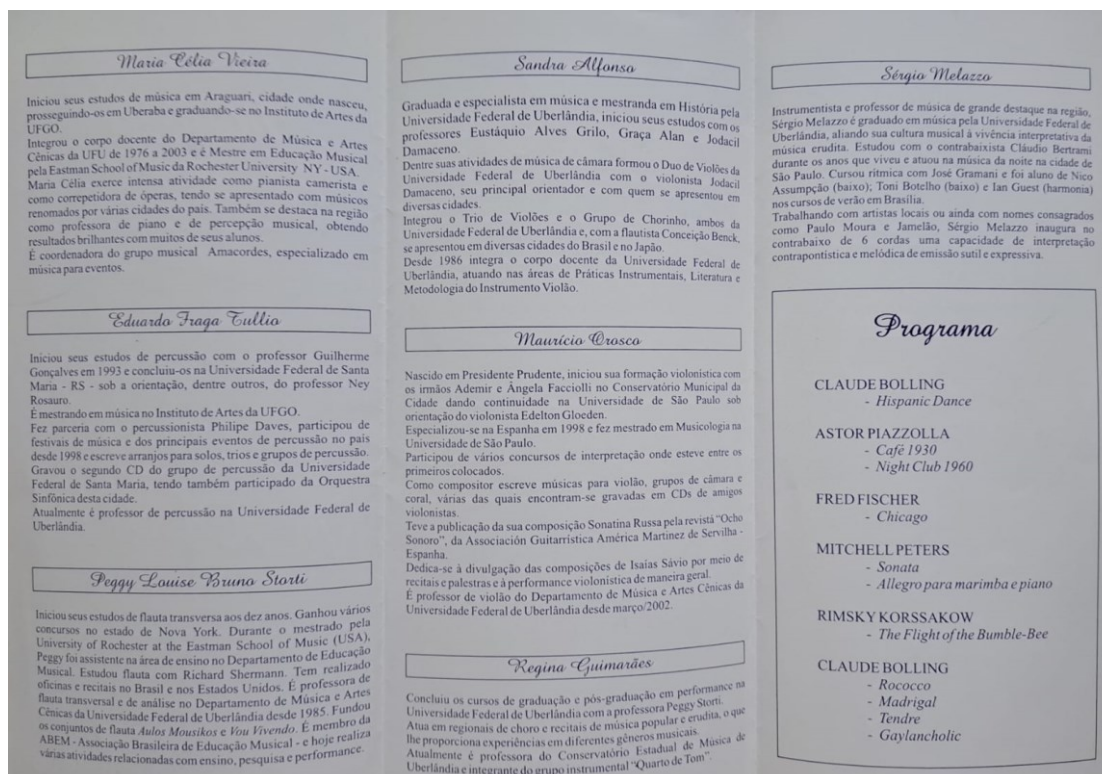 Maria Célia Vieira
Iniciou seus estudos de música em Araguari, cidade onde nasceu,
prosseguindo-os em Uberaba e graduando-se no Instituto de Artes da
UFGO.
Integrou o corpo docente do Departamento de Música e Artes
Cênicas da UFU de 1976 a 2003 e é Mestre em Educação Musical
pela Eastman School of Music da Rochester University NY - USA.
Maria Célia exerce intensa atividade como pianista camerista e
como correpetidora de óperas, tendo se apresentado com músicos
renomados por várias cidades do país. Também se destaca na região
como professora de piano e de percepção musical, obtendo
resultados brilhantes com muitos de seus alunos.
É coordenadora do grupo musical Amacordes, especializado em
música para eventos.
Eduardo Fraga Tullio
Iniciou seus estudos de percussão com o professor Guilherme
Gonçalves em 1993 e concluiu-os na Universidade Federal de Santa
Maria - RS - sob a orientação, dentre outros, do professor Ney
Rosauro.
É mestrando em música no Instituto de Artes da UFGO.
Fez parceria com o percussionista Philipe Daves, participou de
festivais de música e dos principais eventos de percussão no país
desde 1998 e escreve arranjos para solos, trios e grupos de percussão.
Gravou o segundo CD do grupo de percussão da Universidade
Federal de Santa Maria, tendo também participado da Orquestra
Sinfônica desta cidade.
Atualmente é professor de percussão na Universidade Federal de
Uberlândia.
Peggy Louise Bruno Storti
Iniciou seus estudos de flauta transversa aos dez anos. Ganhou vários
concursos no estado de Nova York. Durante o mestrado pela
University of Rochester at the Eastman School of Music (USA),
Peggy foi assistente na área de ensino no Departamento de Educação
Musical. Estudou flauta com Richard Shermann. Tem realizado
oficinas e recitais no Brasil e nos Estados Unidos. É professora de
flauta transversal e de análise no Departamento de Música e Artes
Cênicas da Universidade Federal de Uberlândia desde 1985. Fundou
os conjuntos de flauta Aulos Mousikos e Vou Vivendo. É membro da
ABEM - Associação Brasileira de Educação Musical - e hoje realiza
várias atividades relacionadas com ensino, pesquisa e performance.
Sandra Alfonso
Graduada e especialista em música e mestranda em História pela
Universidade Federal de Uberlândia, iniciou seus estudos com os
professores Eustáquio Alves Grilo, Graça Alan e Jodacil
Damaceno.
Dentre suas atividades de música de câmara formou o Duo de Violões da
Universidade Federal de Uberlândia com o violonista Jodacil
Damaceno, seu principal orientador e com quem se apresentou em
diversas cidades.
Integrou o Trio de Violões e o Grupo de Chorinho, ambos da
Universidade Federal de Uberlândia e, com a flautista Conceição Benck,
se apresentou em diversas cidades do Brasil e no Japão.
Desde 1986 integra o corpo docente da Universidade Federal de
Uberlândia, atuando nas áreas de Práticas Instrumentais, Literatura e
Metodologia do Instrumento Violão.
Maurício Orosco
Nascido em Presidente Prudente, iniciou sua formação violonística com
os irmãos Ademir e Ângela Facciolli no Conservatório Municipal da
Cidade dando continuidade na Universidade de São Paulo sob
orientação do violonista Edelton Gloeden.
Especializou-se na Espanha em 1998 e fez mestrado em Musicologia na
Universidade de São Paulo.
Participou de vários concursos de interpretação onde esteve entre os
primeiros colocados.
Como compositor escreve músicas para violão, grupos de câmara e
coral, várias das quais encontram-se gravadas em CDs de amigos
violonistas.
Teve a publicação da sua composição Sonatina Russa pela revista "Ocho
Sonoro", da Associación Guitarristica América Martinez de Servilha -
Espanha.
Dedica-se à divulgação das composições de Isaias Sávio por meio de
recitais e palestras e à performance violonística de maneira geral.
É professor de violão do Departamento de Música e Artes Cênicas da
Universidade Federal de Uberlândia desde março/2002.
Regina Guimarães
Concluiu os cursos de graduação e pós-graduação em performance na
Universidade Federal de Uberlândia com a professora Peggy Storti.
Atua em regionais de choro e recitais de música popular e erudita, o que
lhe proporciona experiências em diferentes gêneros musicais.
Atualmente é professora do Conservatório Estadual de Música de
Uberlândia e integrante do grupo instrumental "Quarto de Tom".
Sérgio Melazzo
Instrumentista e professor de música de grande destaque na região,
Sérgio Melazzo é graduado em música pela Universidade Federal de
Uberlândia, aliando sua cultura musical à vivência interpretativa da
música erudita. Estudou com o contrabaixista Cláudio Bertrami
durante os anos que viveu e atuou na música da noite na cidade de
São Paulo. Cursou rítmica com José Gramani e foi aluno de Nico
Assumpção (baixo); Toni Botelho (baixo) e Ian Guest (harmonia)
nos cursos de verão em Brasília.
Trabalhando com artistas locais ou ainda com nomes consagrados
como Paulo Moura e Jamelão, Sérgio Melazzo inaugura no
contrabaixo de 6 cordas uma capacidade de interpretação
contrapontística e melódica de emissão sutil e expressiva.
Programa
CLAUDE BOLLING
- Hispanic Dance
ASTOR PIAZZOLLA
- Café 1930
- Night Club 1960
FRED FISCHER
- Chicago
MITCHELL PETERS
- Sonata
- Allegro para marimba e piano
RIMSKY KORSSAKOW
- The Flight of the Bumble-Bee
CLAUDE BOLLING
- Rococco
- Madrigal
- Tendre
- Gaylancholic